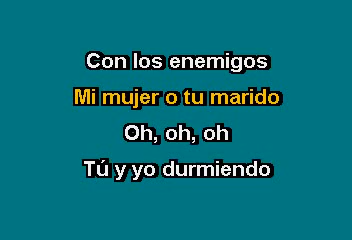 Con los enemigos
Mi mujer o tu marido
Oh, oh, oh
Tú y yo durmiendo